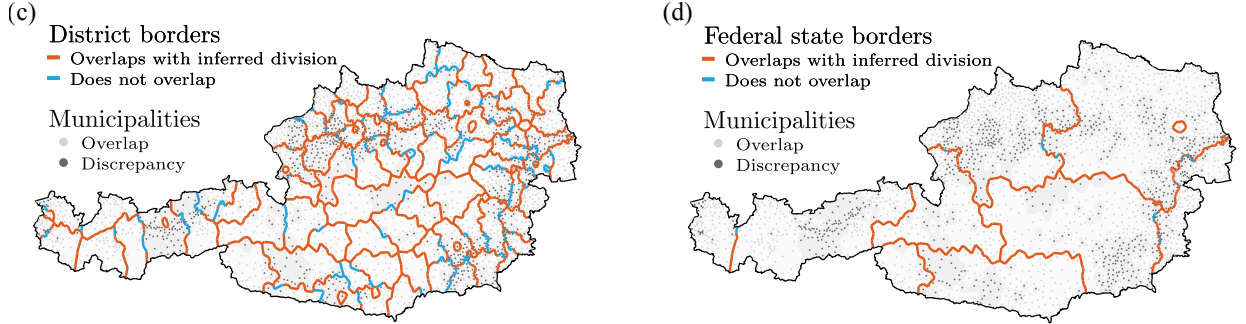 (c)
District borders
Overlaps with inferred division
Does not overlap
Municipalities
Overlap
Discrepancy
(d)
Federal state borders
Overlaps with inferred division
Does not overlap
Municipalities
Overlap
Discrepancy